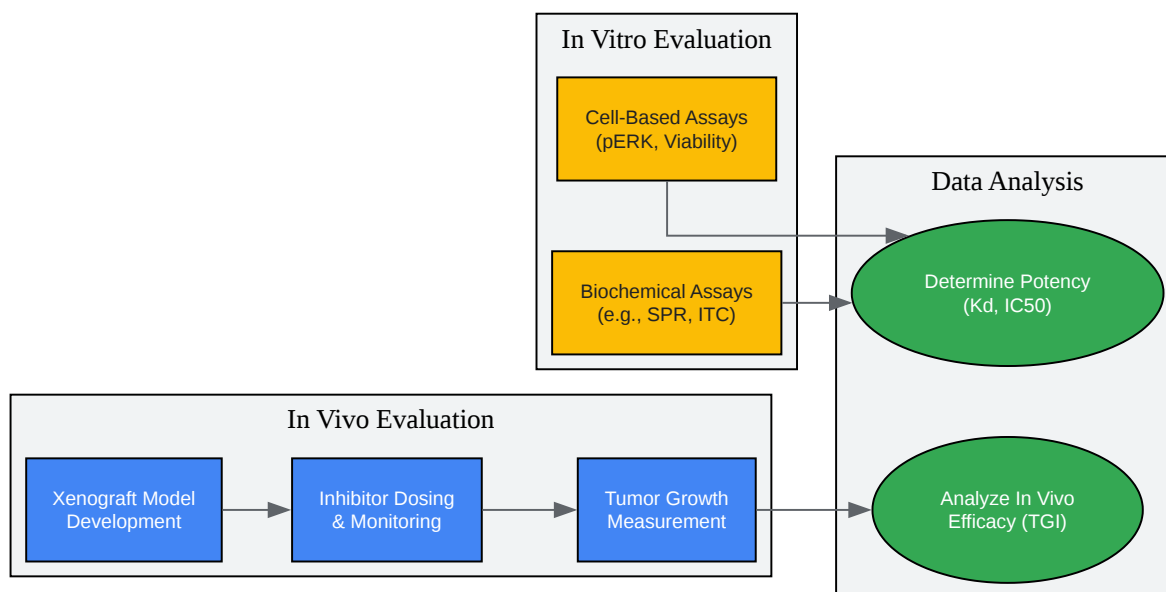 In Vitro Evaluation
Cell-Based Assays
(pERK, Viability)
Biochemical Assays
(e.g., SPR, ITC)
Data Analysis
Determine Potency
(Kd, IC50)
In Vivo Evaluation
Xenograft Model
Development
Inhibitor Dosing
& Monitoring
Tumor Growth
Measurement
Analyze In Vivo
Efficacy (TGI)